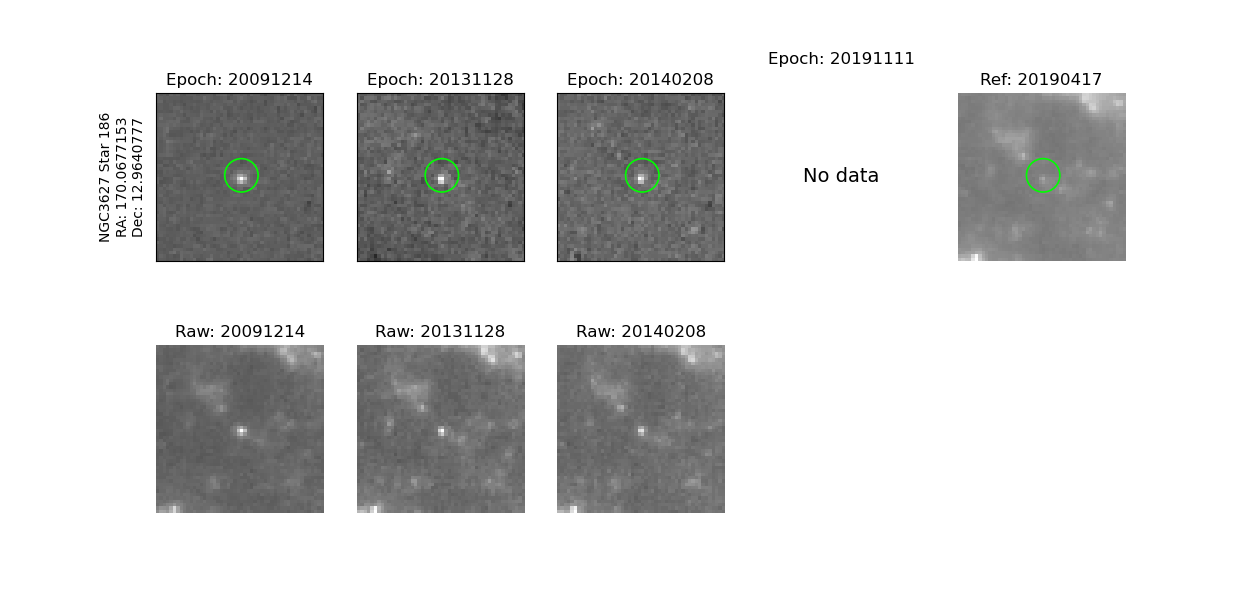 NGC3627 Star 186
RA: 170.0677153
Dec: 12.9640777
Epoch: 20091214
Epoch: 20131128
Epoch: 20140208
Epoch: 20191111
Ref: 20190417
No data
Raw: 20091214
Raw: 20131128
Raw: 20140208